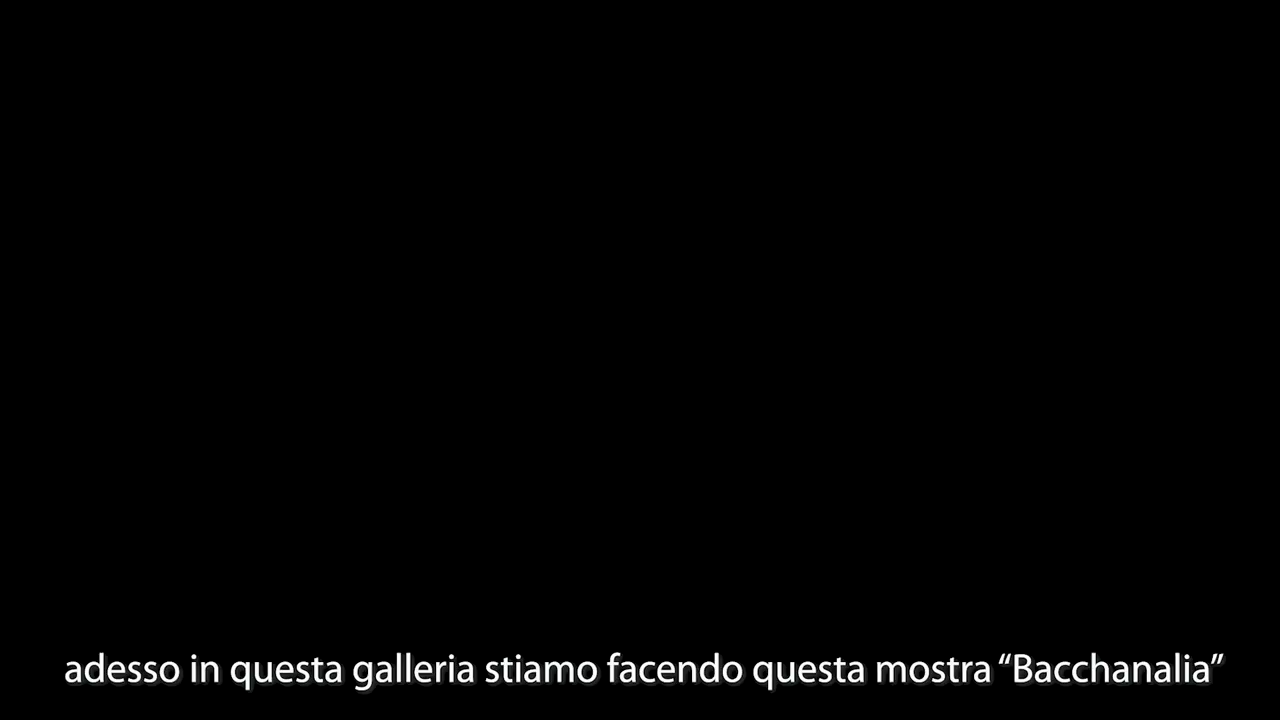 adesso in questa galleria stiamo facendo questa mostra “Bacchanalia”